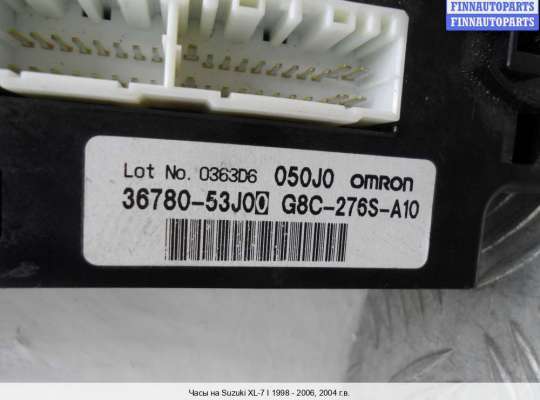 FINNAUTOPARTS
FINNAUTOPARTS
Lot No. 0363D6 050J0 OMRON
36780-53J00 G8C-276S-A10
Часы на Suzuki XL-7 I 1998 - 2006, 2004 г.в.